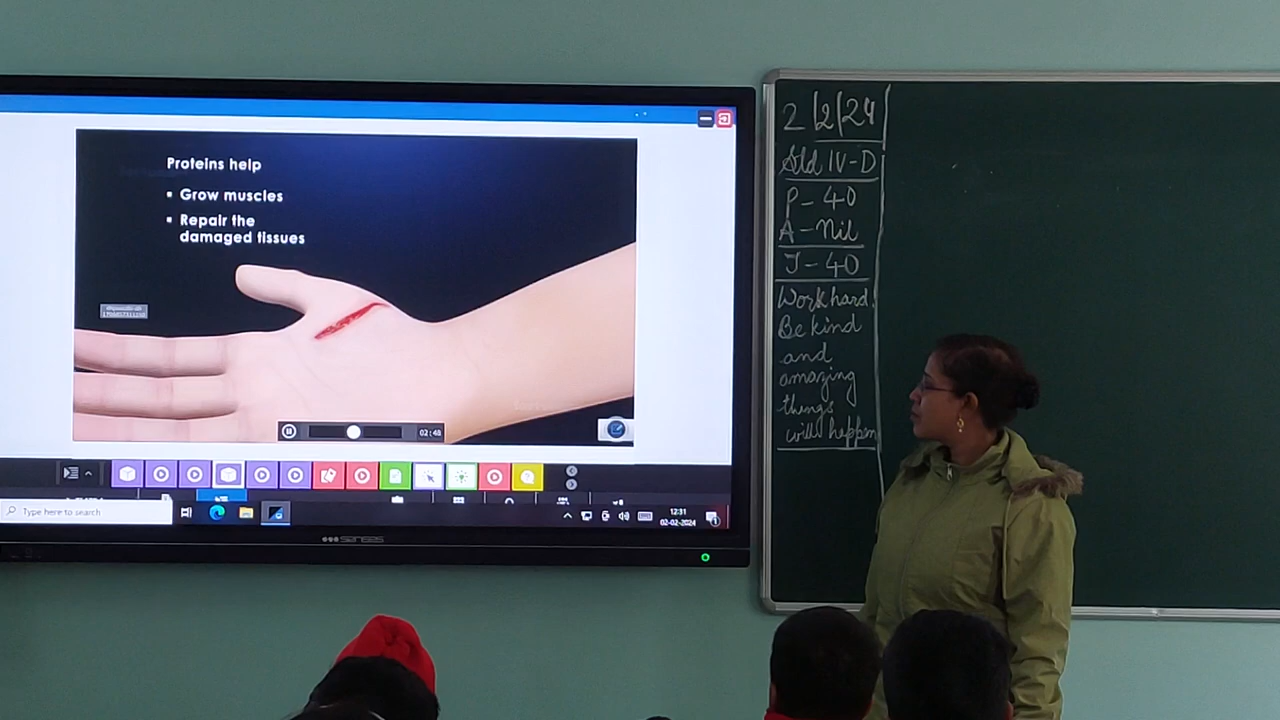 Proteins help
▪ Grow muscles
▪ Repair the
damaged tissues
02:48
Type here to search
12:31
02-02-2024
2/2/24
Std IV-D
P-40
A-Nil
T-40
Work hard.
Be kind
and
amazing
things
will happen